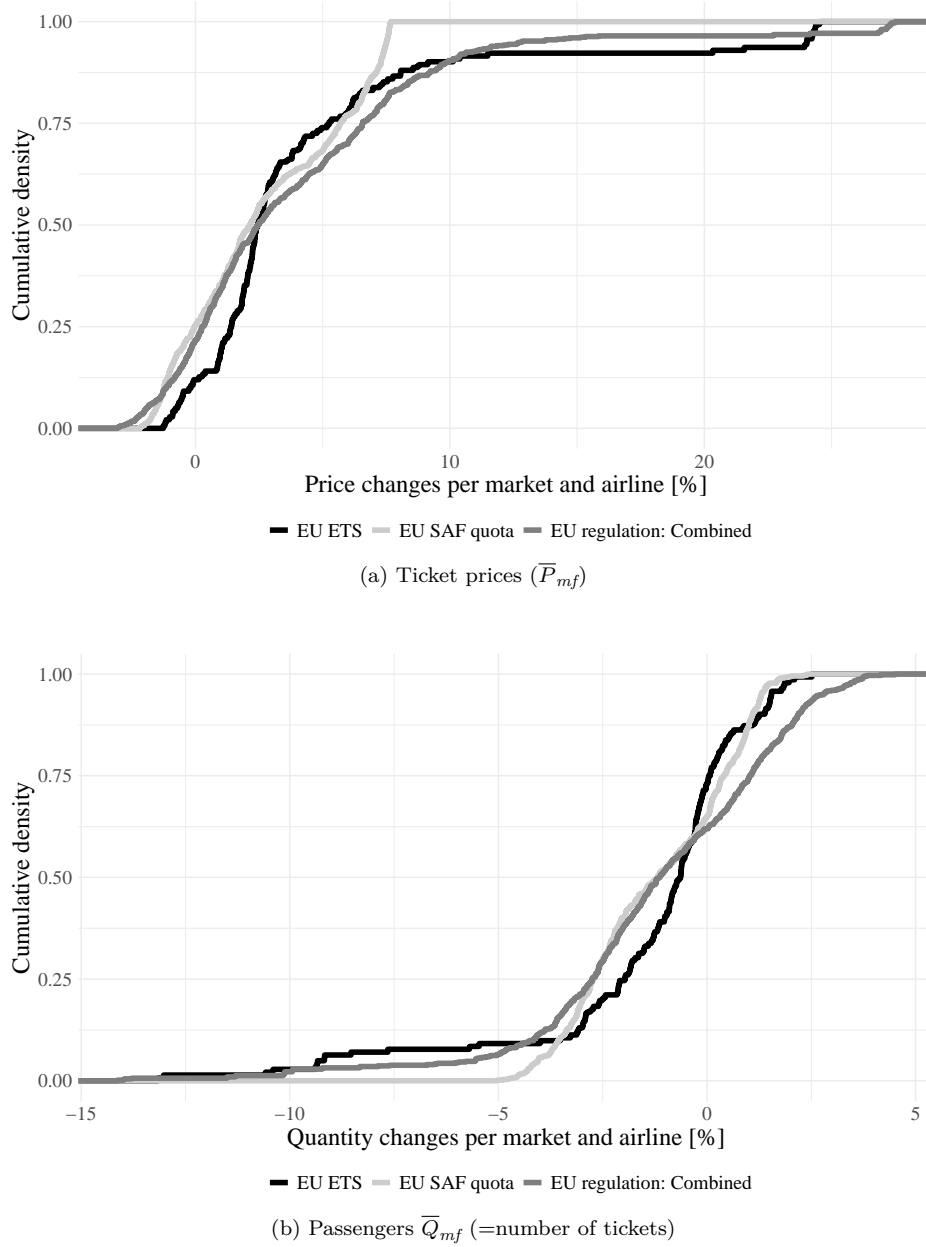 1.00
0.75
0.50
0.25
0.00
Cumulative density
0 10 20
Price changes per market and airline [%]
EU ETS EU SAF quota EU regulation: Combined
(a) Ticket prices (P̅mf)
1.00
0.75
0.50
0.25
0.00
Cumulative density
−15 −10 −5 0 5
Quantity changes per market and airline [%]
EU ETS EU SAF quota EU regulation: Combined
(b) Passengers Q̅mf (=number of tickets)